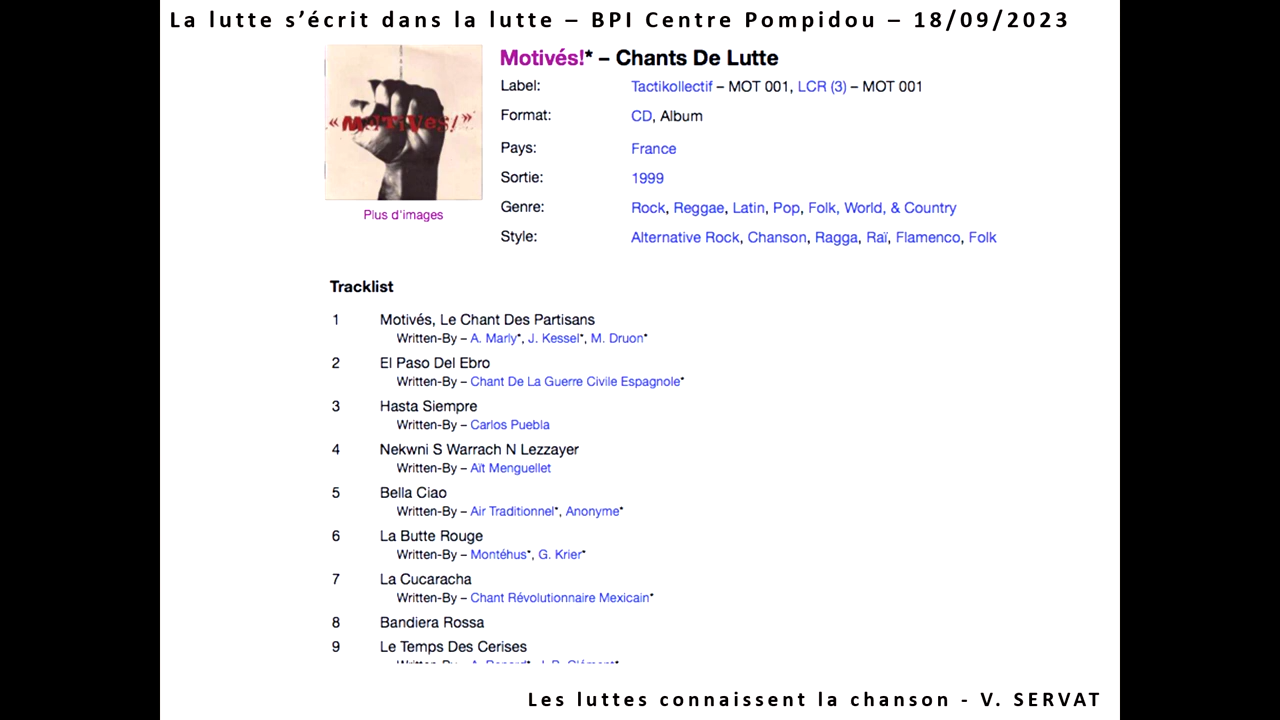 La lutte s’écrit dans la lutte – BPI Centre Pompidou – 18/09/2023
« MOTIVÉS! »
Plus d'images
Motivés!* – Chants De Lutte
Label: Tactikollectif – MOT 001, LCR (3) – MOT 001
Format: CD, Album
Pays: France
Sortie: 1999
Genre: Rock, Reggae, Latin, Pop, Folk, World, & Country
Style: Alternative Rock, Chanson, Ragga, Raï, Flamenco, Folk
Tracklist
1 Motivés, Le Chant Des Partisans
Written-By – A. Marly*, J. Kessel*, M. Druon*
2 El Paso Del Ebro
Written-By – Chant De La Guerre Civile Espagnole*
3 Hasta Siempre
Written-By – Carlos Puebla
4 Nekwni S Warrach N Lezzayer
Written-By – Aït Menguellet
5 Bella Ciao
Written-By – Air Traditionnel*, Anonyme*
6 La Butte Rouge
Written-By – Montéhus*, G. Krier*
7 La Cucaracha
Written-By – Chant Révolutionnaire Mexicain*
8 Bandiera Rossa
9 Le Temps Des Cerises
Les luttes connaissent la chanson - V. SERVAT